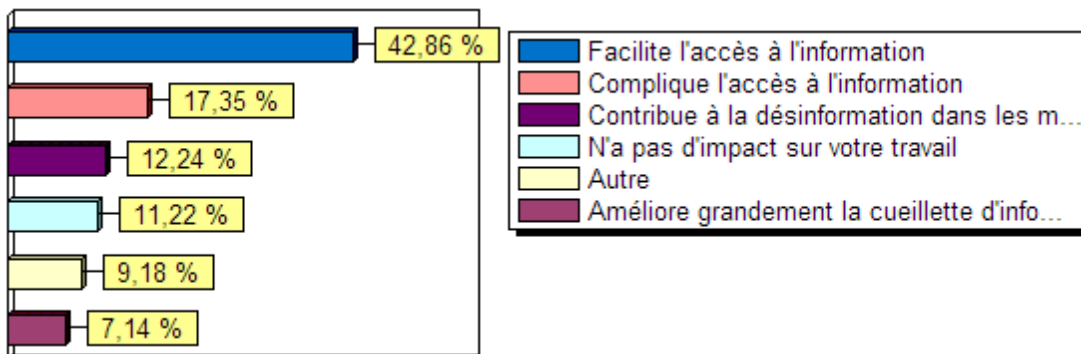 42,86 %
17,35 %
12,24 %
11,22 %
9,18 %
7,14 %
Facilite l'accès à l'information
Complique l'accès à l'information
Contribue à la désinformation dans les m...
N'a pas d'impact sur votre travail
Autre
Améliore grandement la cueillette d'info...